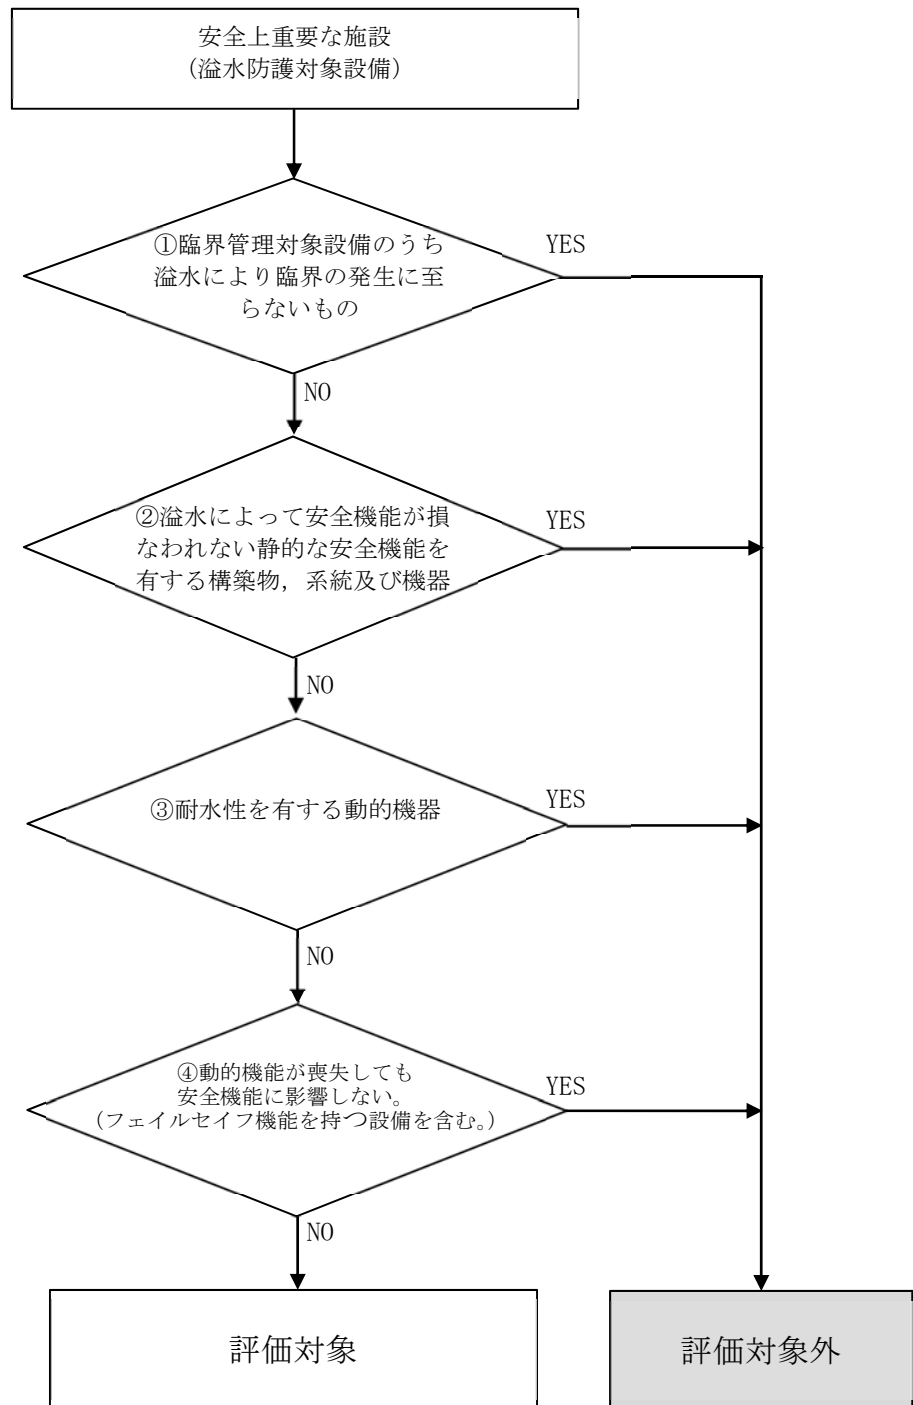 安全上重要な施設
(溢水防護対象設備)
①臨界管理対象設備のうち
溢水により臨界の発生に至
らないもの
YES
NO
②溢水によって安全機能が損
なわれない静的な安全機能を
有する構築物，系統及び機器
YES
NO
③耐水性を有する動的機器
YES
NO
④動的機能が喪失しても
安全機能に影響しない。
(フェイルセイフ機能を持つ設備を含む。)
YES
NO
評価対象
評価対象外